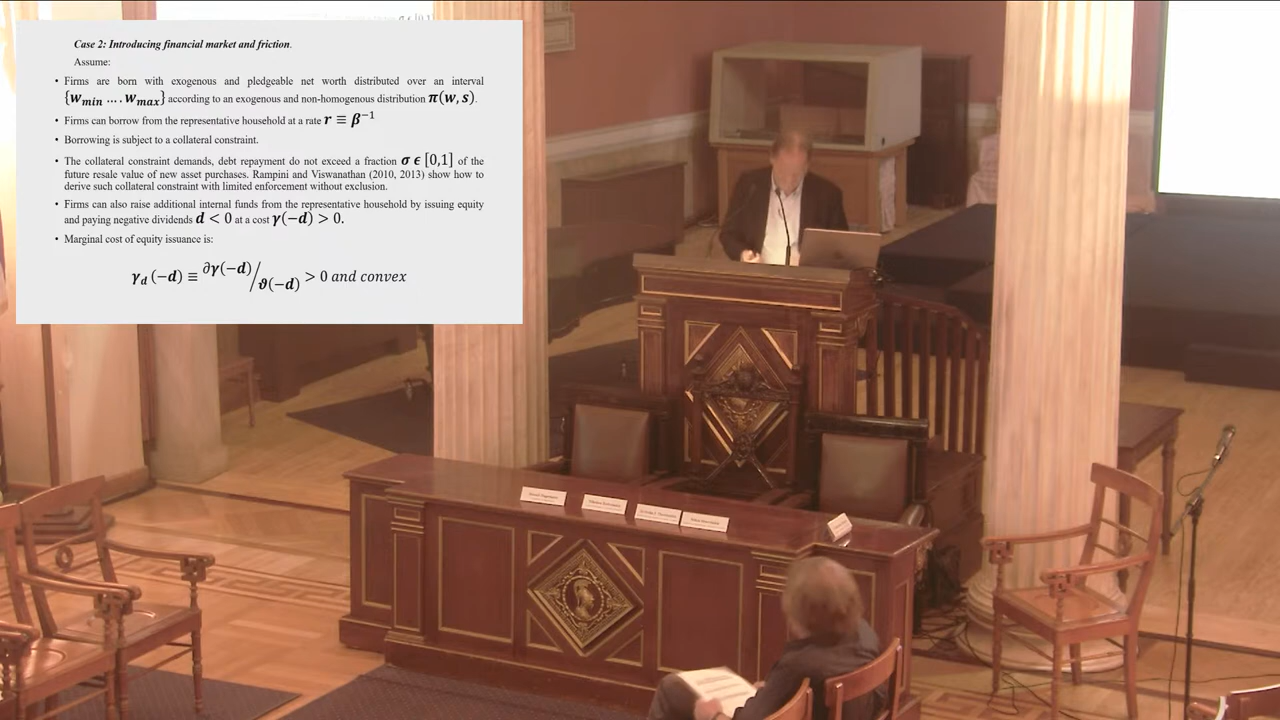 Case 2: Introducing financial market and friction.
Assume:
• Firms are born with exogenous and pledgeable net worth distributed over an interval
{wmin ... . wmax} according to an exogenous and non-homogenous distribution π(w, s).
• Firms can borrow from the representative household at a rate r ≡ β⁻¹
• Borrowing is subject to a collateral constraint.
• The collateral constraint demands, debt repayment do not exceed a fraction σ ϵ [0,1] of the
future resale value of new asset purchases. Rampini and Viswanathan (2010, 2013) show how to
derive such collateral constraint with limited enforcement without exclusion.
• Firms can also raise additional internal funds from the representative household by issuing equity
and paying negative dividends d < 0 at a cost γ(−d) > 0.
• Marginal cost of equity issuance is:
γd (−d) ≡ ∂γ(−d)/ϑ(−d) > 0 and convex